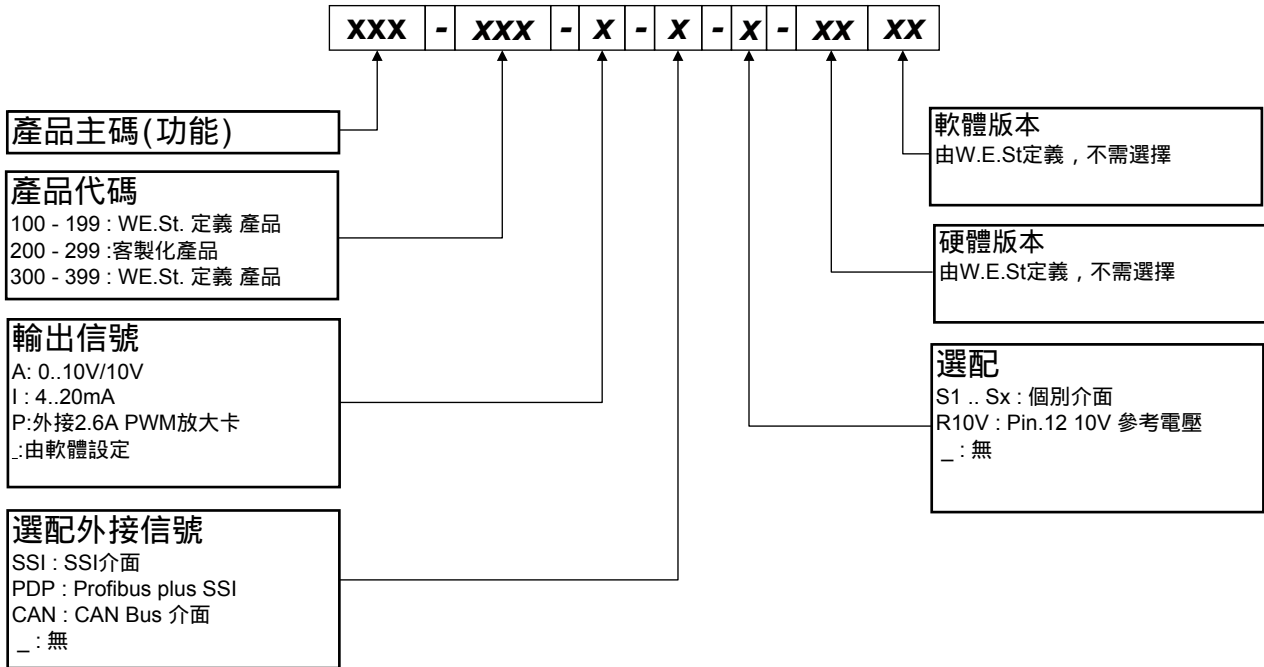 XXX - XXX - X - X - X - XX XX
產品主碼(功能)
產品代碼
100 - 199 : WE.St. 定義 產品
200 - 299 :客製化產品
300 - 399 : WE.St. 定義 產品
輸出信號
A: 0..10V/10V
I : 4..20mA
P:外接2.6A PWM放大卡
_:由軟體設定
選配外接信號
SSI : SSI介面
PDP : Profibus plus SSI
CAN : CAN Bus 介面
_ : 無
軟體版本
由W.E.St定義，不需選擇
硬體版本
由W.E.St定義，不需選擇
選配
S1 .. Sx : 個別介面
R10V : Pin.12 10V 參考電壓
_ : 無